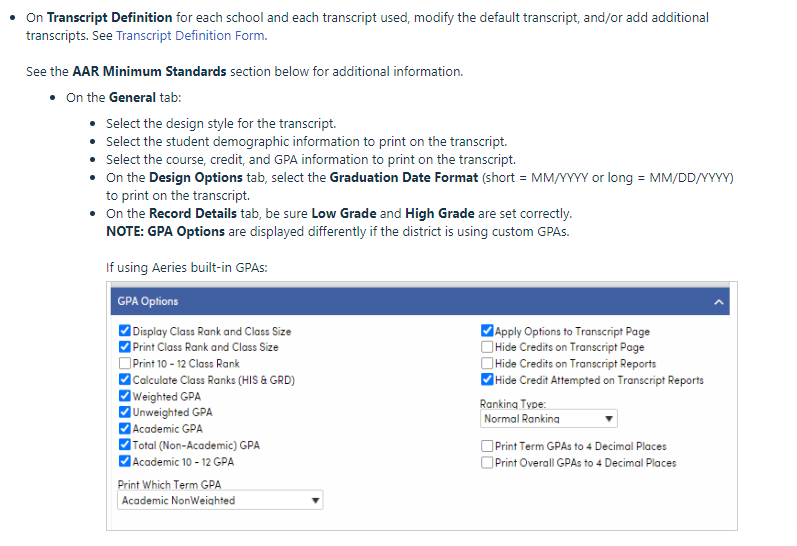 On Transcript Definition for each school and each transcript used, modify the default transcript, and/or add additional
transcripts. See Transcript Definition Form.
See the AAR Minimum Standards section below for additional information.
On the General tab:
Select the design style for the transcript.
Select the student demographic information to print on the transcript.
Select the course, credit, and GPA information to print on the transcript.
On the Design Options tab, select the Graduation Date Format (short = MM/YYYY or long = MM/DD/YYYY)
to print on the transcript.
On the Record Details tab, be sure Low Grade and High Grade are set correctly.
NOTE: GPA Options are displayed differently if the district is using custom GPAs.
If using Aeries built-in GPAs:
GPA Options
Display Class Rank and Class Size
Print Class Rank and Class Size
Print 10 - 12 Class Rank
Calculate Class Ranks (HIS & GRD)
Weighted GPA
Unweighted GPA
Academic GPA
Total (Non-Academic) GPA
Academic 10 - 12 GPA
Print Which Term GPA
Academic NonWeighted
Apply Options to Transcript Page
Hide Credits on Transcript Page
Hide Credits on Transcript Reports
Hide Credit Attempted on Transcript Reports
Ranking Type:
Normal Ranking
Print Term GPAs to 4 Decimal Places
Print Overall GPAs to 4 Decimal Places